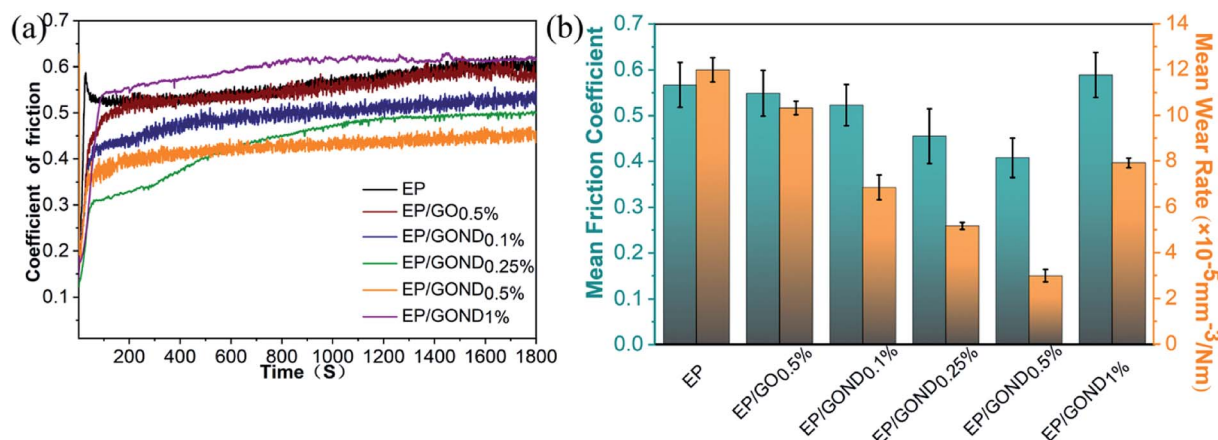 (a)
Coefficient of friction
0.7
0.6
0.5
0.4
0.3
0.2
0.1
EP
EP/GO0.5%
EP/GOND0.1%
EP/GOND0.25%
EP/GOND0.5%
EP/GOND1%
200 400 600 800 1000 1200 1400 1600 1800
Time（S）
(b)
Mean Friction Coefficient
0.7
0.6
0.5
0.4
0.3
0.2
0.1
0.0
14
12
10
8
6
4
2
0
Mean Wear Rate (×10-5mm-3/Nm)
EP
EP/GO0.5%
EP/GOND0.1%
EP/GOND0.25%
EP/GOND0.5%
EP/GOND1%